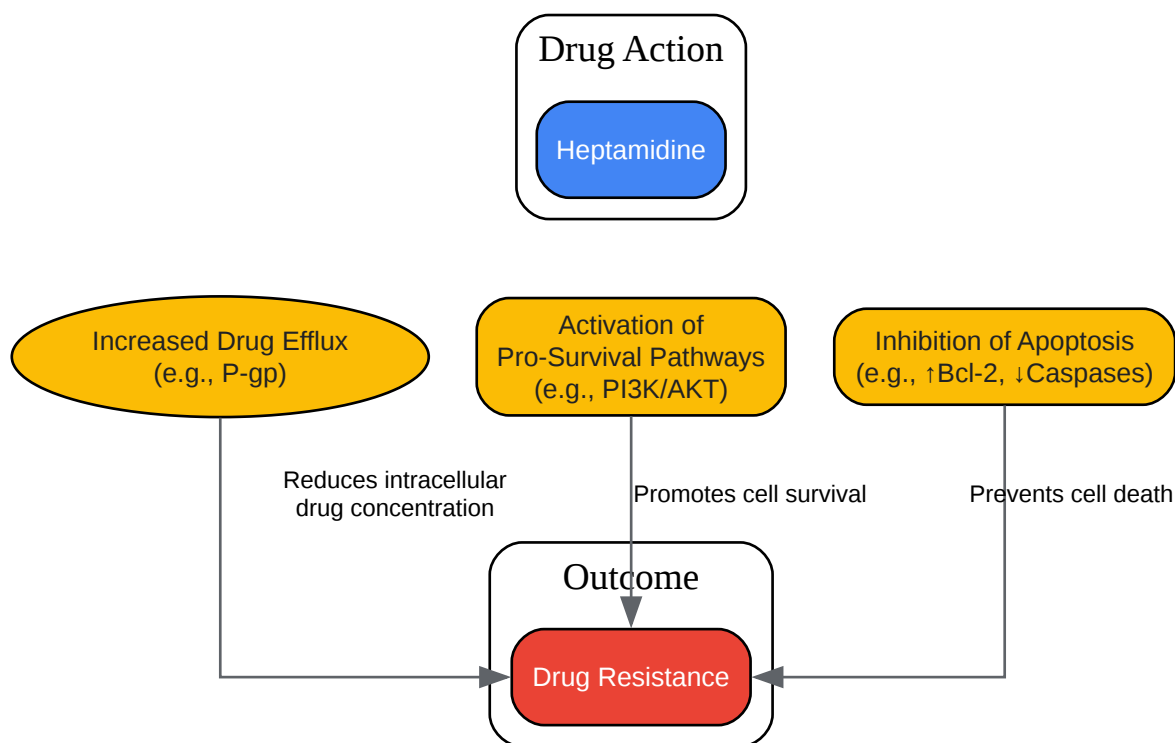 Drug Action
Heptamidine
Increased Drug Efflux
(e.g., P-gp)
Activation of
Pro-Survival Pathways
(e.g., PI3K/AKT)
Inhibition of Apoptosis
(e.g., ↑Bcl-2, ↓Caspases)
Reduces intracellular
drug concentration
Promotes cell survival
Prevents cell death
Outcome
Drug Resistance